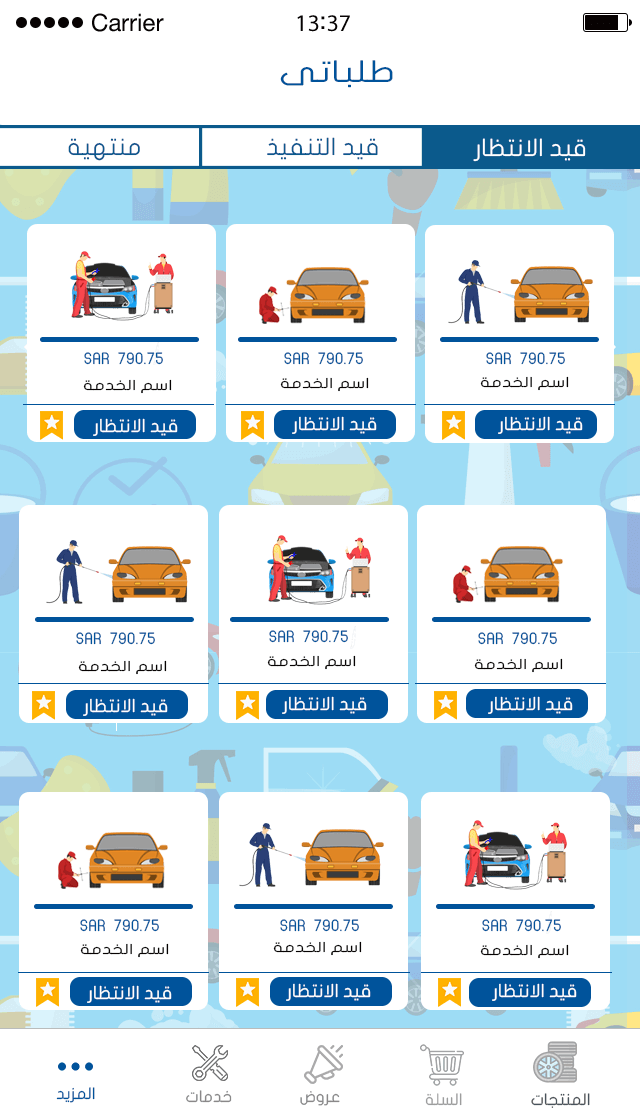 Carrier 13:37
طلباتى
قيد الانتظار
قيد التنفيذ
منتهية
SAR 790.75
اسم الخدمة
قيد الانتظار
SAR 790.75
اسم الخدمة
قيد الانتظار
SAR 790.75
اسم الخدمة
قيد الانتظار
SAR 790.75
اسم الخدمة
قيد الانتظار
SAR 790.75
اسم الخدمة
قيد الانتظار
SAR 790.75
اسم الخدمة
قيد الانتظار
SAR 790.75
اسم الخدمة
قيد الانتظار
SAR 790.75
اسم الخدمة
قيد الانتظار
SAR 790.75
اسم الخدمة
قيد الانتظار
المنتجات
السلة
عروض
خدمات
المزيد